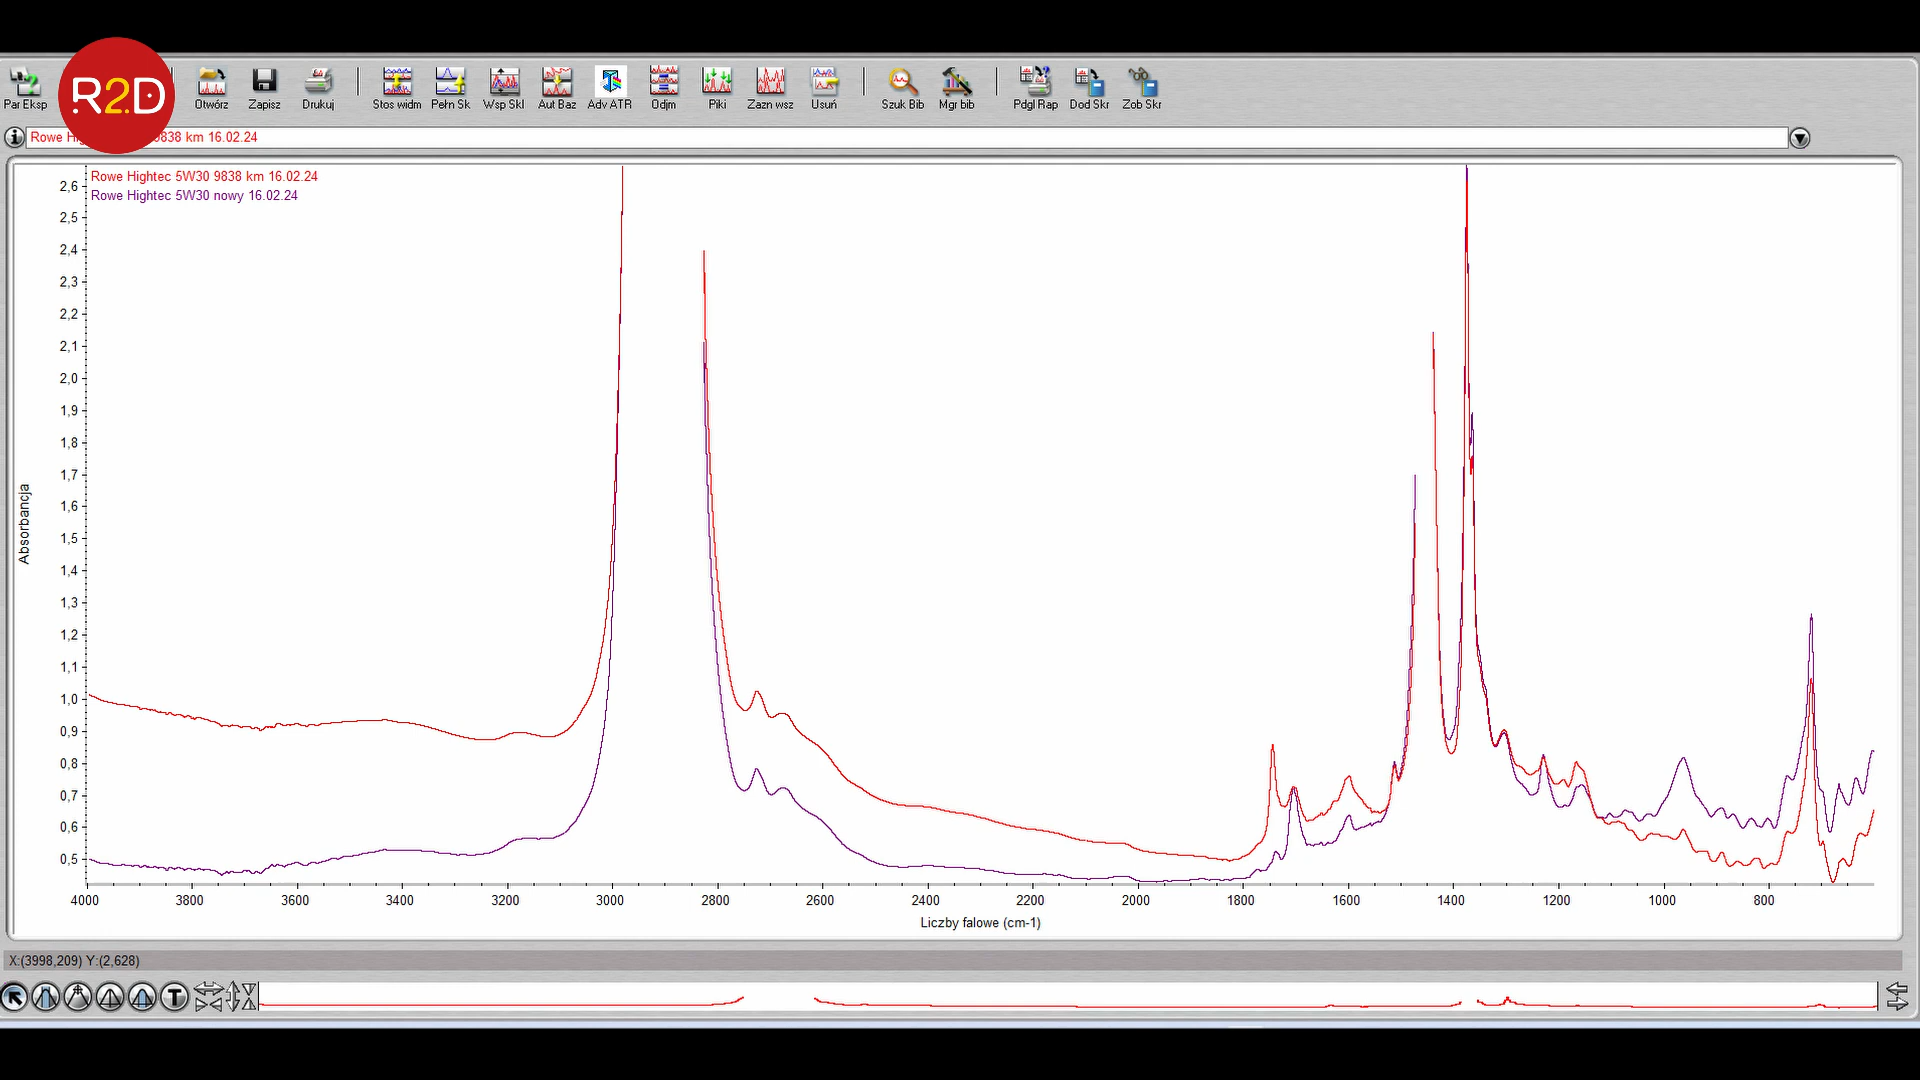 R2D
Par Eksp
Otwórz
Zapisz
Drukuj
Stos widm
Pełn Sk
Wsp Skl
Aut Baz
Adv ATR
Odjm
Piki
Zazn wsz
Usuń
Szuk Bib
Mgr bib
Pdgl Rap
Dod Skr
Zob Skr
Rowe Hi 9838 km 16.02.24
Rowe Hightec 5W30 9838 km 16.02.24
Rowe Hightec 5W30 nowy 16.02.24
2,6
2,5
2,4
2,3
2,2
2,1
2,0
1,9
1,8
1,7
1,6
1,5
1,4
1,3
1,2
1,1
1,0
0,9
0,8
0,7
0,6
0,5
Absorbancja
4000 3800 3600 3400 3200 3000 2800 2600 2400 2200 2000 1800 1600 1400 1200 1000 800
Liczby falowe (cm-1)
X:(3998,209) Y:(2,628)
T